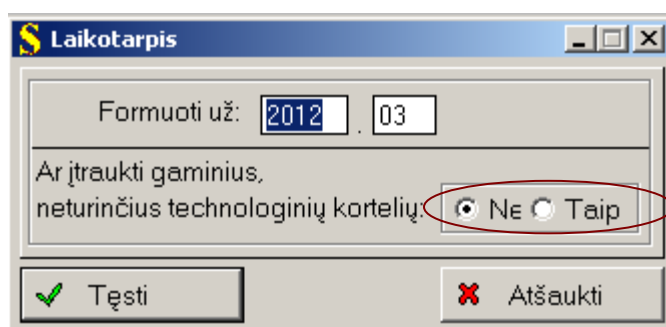 Laikotarpis
Formuoti už: 2012 . 03
Ar įtraukti gaminius,
neturinčius technologinių kortelių: Ne Taip
Tęsti Atšaukti